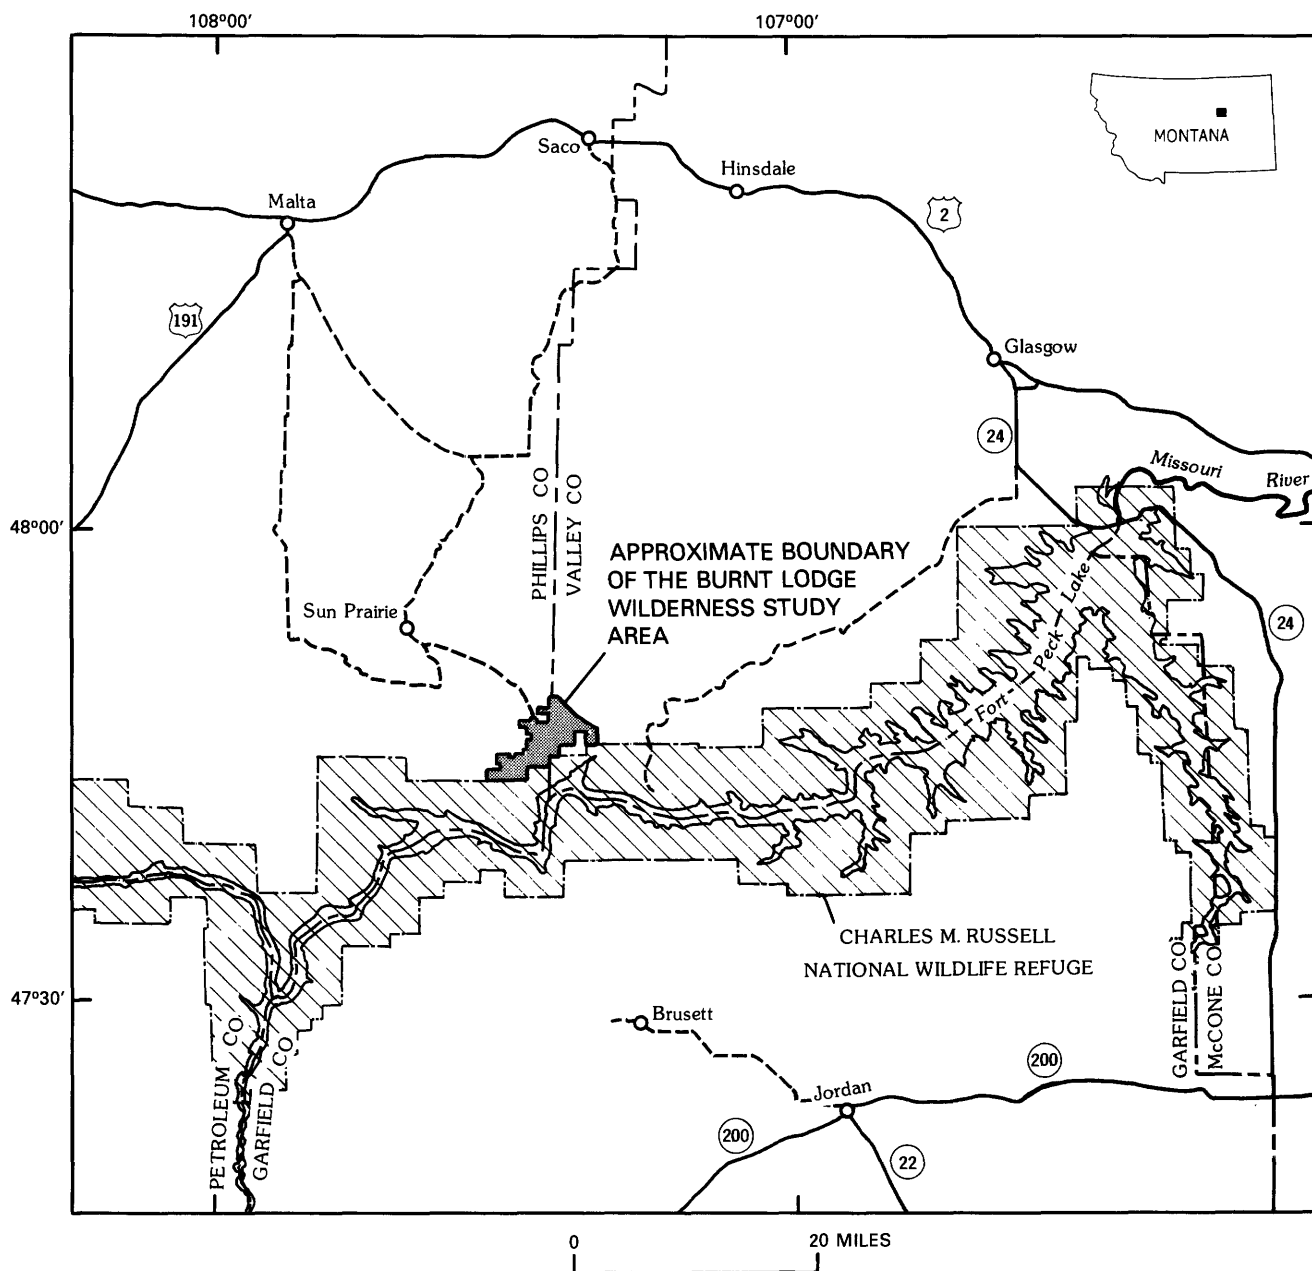 108°00'
107°00'
MONTANA
Saco
Hinsdale
Malta
2
191
Glasgow
24
Missouri
River
48°00'
PHILLIPS CO
VALLEY CO
APPROXIMATE BOUNDARY
OF THE BURNT LODGE
WILDERNESS STUDY
AREA
Sun Prairie
Fort Peck Lake
24
CHARLES M. RUSSELL
NATIONAL WILDLIFE REFUGE
47°30'
PETROLEUM CO
GARFIELD CO
Brusett
GARFIELD CO
McCONE CO
200
Jordan
200
22
0
20 MILES